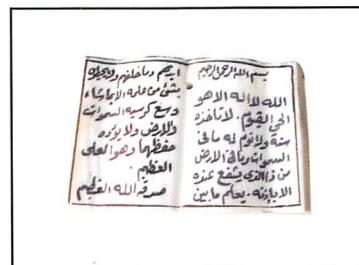 بسم الله الرحمن الرحيم
الله لا اله الا هو
الحي القيوم. لا تأخذه
سنة ولا نوم له ما في
السموات وما في الارض
من ذا الذي يشفع عنده
الا باذنه. يعلم ما بين
ايديهم وما خلفهم ولا يحيطون
بشئ من علمه الا بما شاء
وسع كرسيه السموات
والارض ولا يؤده
حفظهما وهو العلي
العظيم.
صدق الله العظيم